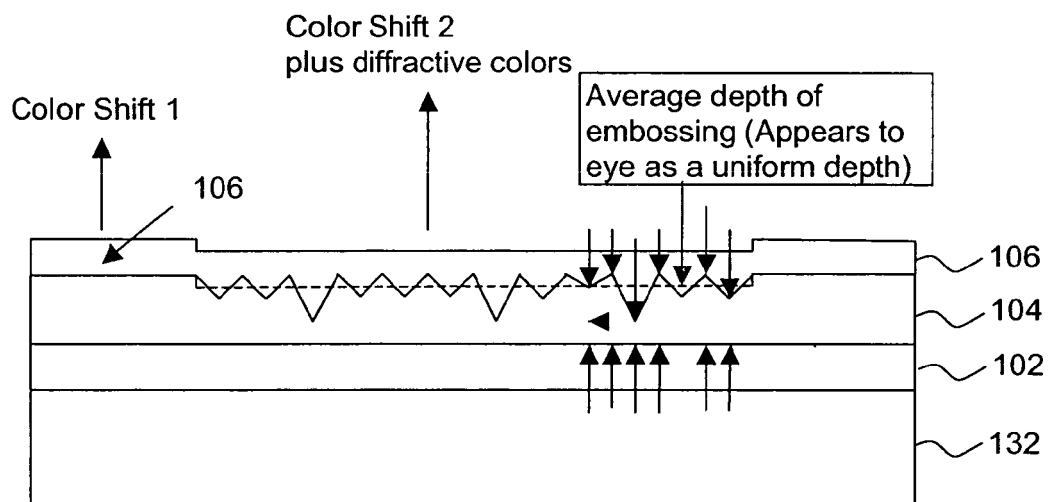 Color Shift 2
plus diffractive colors
Color Shift 1
Average depth of
embossing (Appears to
eye as a uniform depth)
106
106
104
102
132